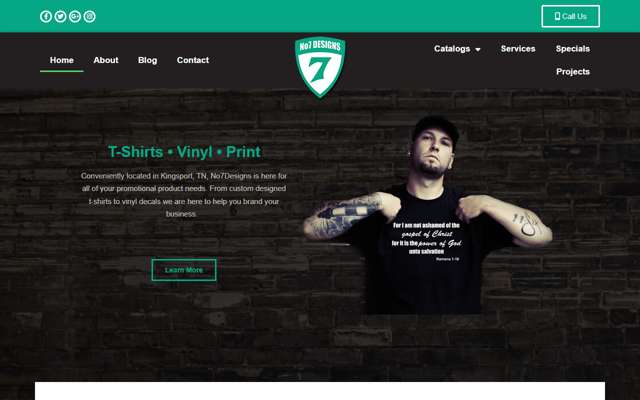 Call Us
Home
About
Blog
Contact
No7 DESIGNS
7
Catalogs
Services
Specials
Projects
T-Shirts • Vinyl • Print
Conveniently located in Kingsport, TN, No7Designs is here for
all of your promotional product needs. From custom designed
t-shirts to vinyl decals we are here to help you brand your
business.
Learn More
For I am not ashamed of the
gospel of Christ
for it is the power of God
unto salvation
Romans 1:16